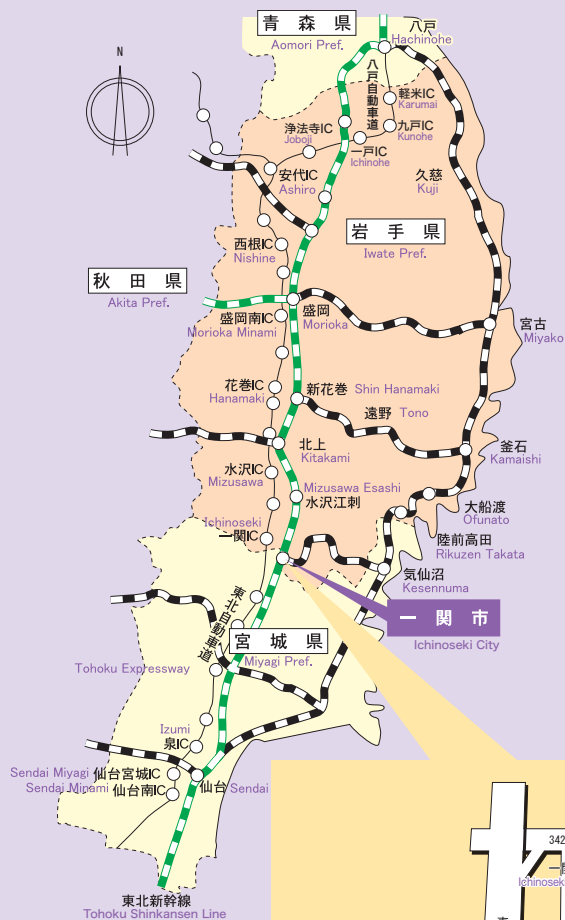 青森県
Aomori Pref.
八戸
Hachinohe
N
八戸自動車道
軽米IC
Karumai
九戸IC
Kunohe
浄法寺IC
Joboji
一戸IC
Ichinohe
安代IC
Ashiro
久慈
Kuji
岩手県
Iwate Pref.
西根IC
Nishine
秋田県
Akita Pref.
盛岡
Morioka
盛岡南IC
Morioka Minami
宮古
Miyako
花巻IC
Hanamaki
新花巻 Shin Hanamaki
遠野 Tono
北上
Kitakami
釜石
Kamaishi
水沢IC
Mizusawa
Mizusawa Esashi
水沢江刺
大船渡
Ofunato
Ichinoseki
一関IC
陸前高田
Rikuzen Takata
気仙沼
Kesennuma
一関市
Ichinoseki City
東北自動車道
宮城県
Miyagi Pref.
Tohoku Expressway
Izumi
泉IC
Sendai Miyagi 仙台宮城IC
Sendai Minami 仙台南IC
仙台 Sendai
東北新幹線
Tohoku Shinkansen Line
342
一関
Ichinoseki